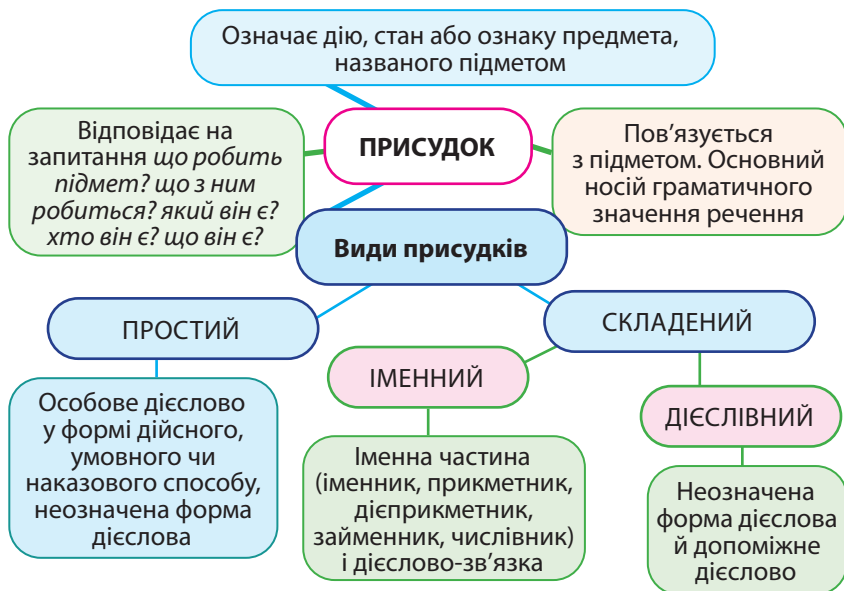 Означає дію, стан або ознаку предмета,
названого підметом
Відповідає на
запитання що робить
підмет? що з ним
робиться? який він є?
хто він є? що він є?
ПРИСУДОК
Пов’язується
з підметом. Основний
носій граматичного
значення речення
Види присудків
ПРОСТИЙ
СКЛАДЕНИЙ
ІМЕННИЙ
ДІЄСЛІВНИЙ
Особове дієслово
у формі дійсного,
умовного чи
наказового способу,
неозначена форма
дієслова
Іменна частина
(іменник, прикметник,
дієприкметник,
займенник, числівник)
і дієслово-зв’язка
Неозначена
форма дієслова
й допоміжне
дієслово